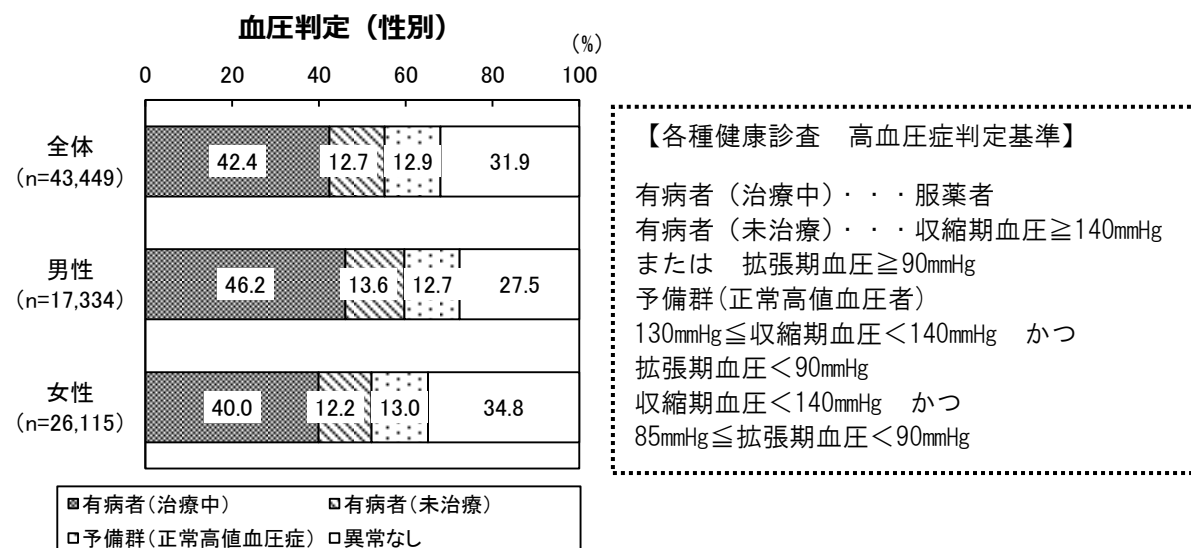 血圧判定（性別）
(%)
0 20 40 60 80 100
全体
(n=43,449)
42.4 12.7 12.9 31.9
男性
(n=17,334)
46.2 13.6 12.7 27.5
女性
(n=26,115)
40.0 12.2 13.0 34.8
有病者(治療中) 有病者(未治療)
予備群(正常高値血圧症) 異常なし
【各種健康診査　高血圧症判定基準】
有病者（治療中）・・・服薬者
有病者（未治療）・・・収縮期血圧≧140mmHg
または　拡張期血圧≧90mmHg
予備群(正常高値血圧者)
130mmHg≦収縮期血圧＜140mmHg　かつ
拡張期血圧＜90mmHg
収縮期血圧＜140mmHg　かつ
85mmHg≦拡張期血圧＜90mmHg